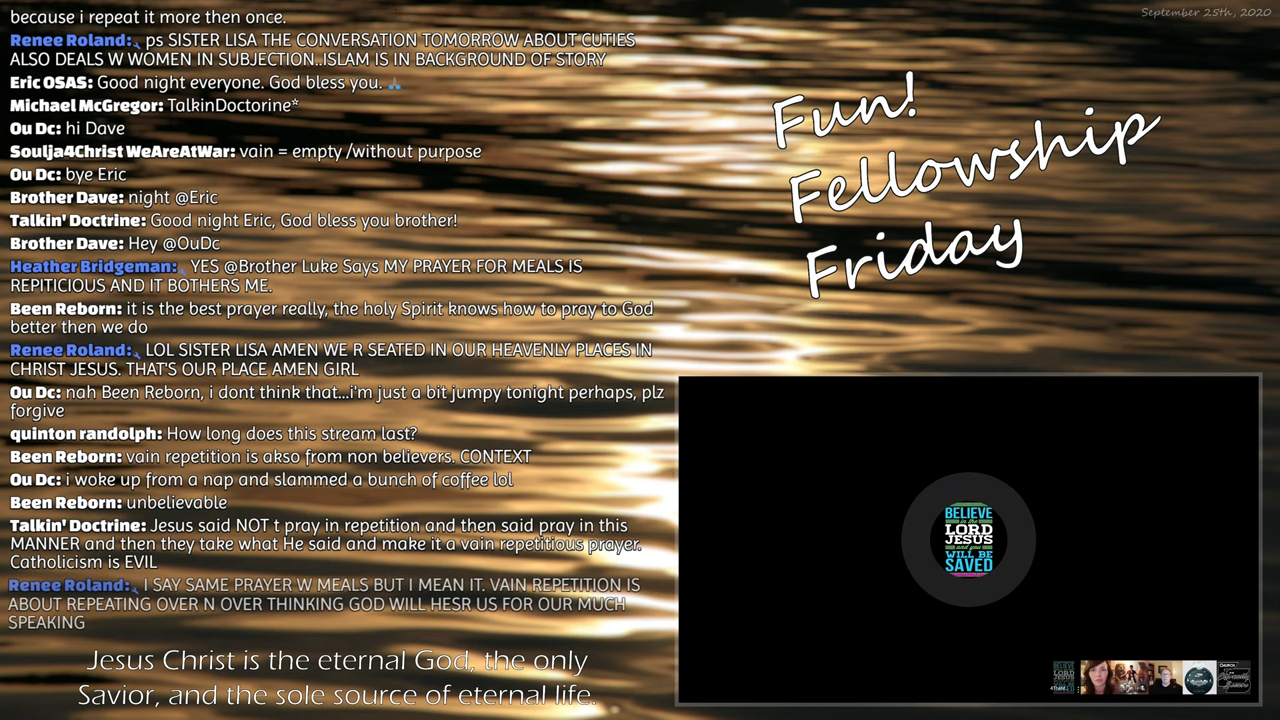 because i repeat it more then once.
Renee Roland: ps SISTER LISA THE CONVERSATION TOMORROW ABOUT CUTIES
ALSO DEALS W WOMEN IN SUBJECTION..ISLAM IS IN BACKGROUND OF STORY
Eric OSAS: Good night everyone. God bless you. 🙏
Michael McGregor: TalkinDoctorine*
Ou Dc: hi Dave
Soulja4Christ WeAreAtWar: vain = empty /without purpose
Ou Dc: bye Eric
Brother Dave: night @Eric
Talkin' Doctrine: Good night Eric, God bless you brother!
Brother Dave: Hey @OuDc
Heather Bridgeman: YES @Brother Luke Says MY PRAYER FOR MEALS IS
REPITICIOUS AND IT BOTHERS ME.
Been Reborn: it is the best prayer really, the holy Spirit knows how to pray to God
better then we do
Renee Roland: LOL SISTER LISA AMEN WE R SEATED IN OUR HEAVENLY PLACES IN
CHRIST JESUS. THAT'S OUR PLACE AMEN GIRL
Ou Dc: nah Been Reborn, i dont think that...i'm just a bit jumpy tonight perhaps, plz
forgive
quinton randolph: How long does this stream last?
Been Reborn: vain repetition is akso from non believers. CONTEXT
Ou Dc: i woke up from a nap and slammed a bunch of coffee lol
Been Reborn: unbelievable
Talkin' Doctrine: Jesus said NOT t pray in repetition and then said pray in this
MANNER and then they take what He said and make it a vain repetitious prayer.
Catholicism is EVIL
Renee Roland: I SAY SAME PRAYER W MEALS BUT I MEAN IT. VAIN REPETITION IS
ABOUT REPEATING OVER N OVER THINKING GOD WILL HESR US FOR OUR MUCH
SPEAKING
Jesus Christ is the eternal God, the only
Savior, and the sole source of eternal life.
September 25th, 2020
Fun!
Fellowship
Friday
BELIEVE
in the
LORD
JESUS
and you
WILL BE
SAVED